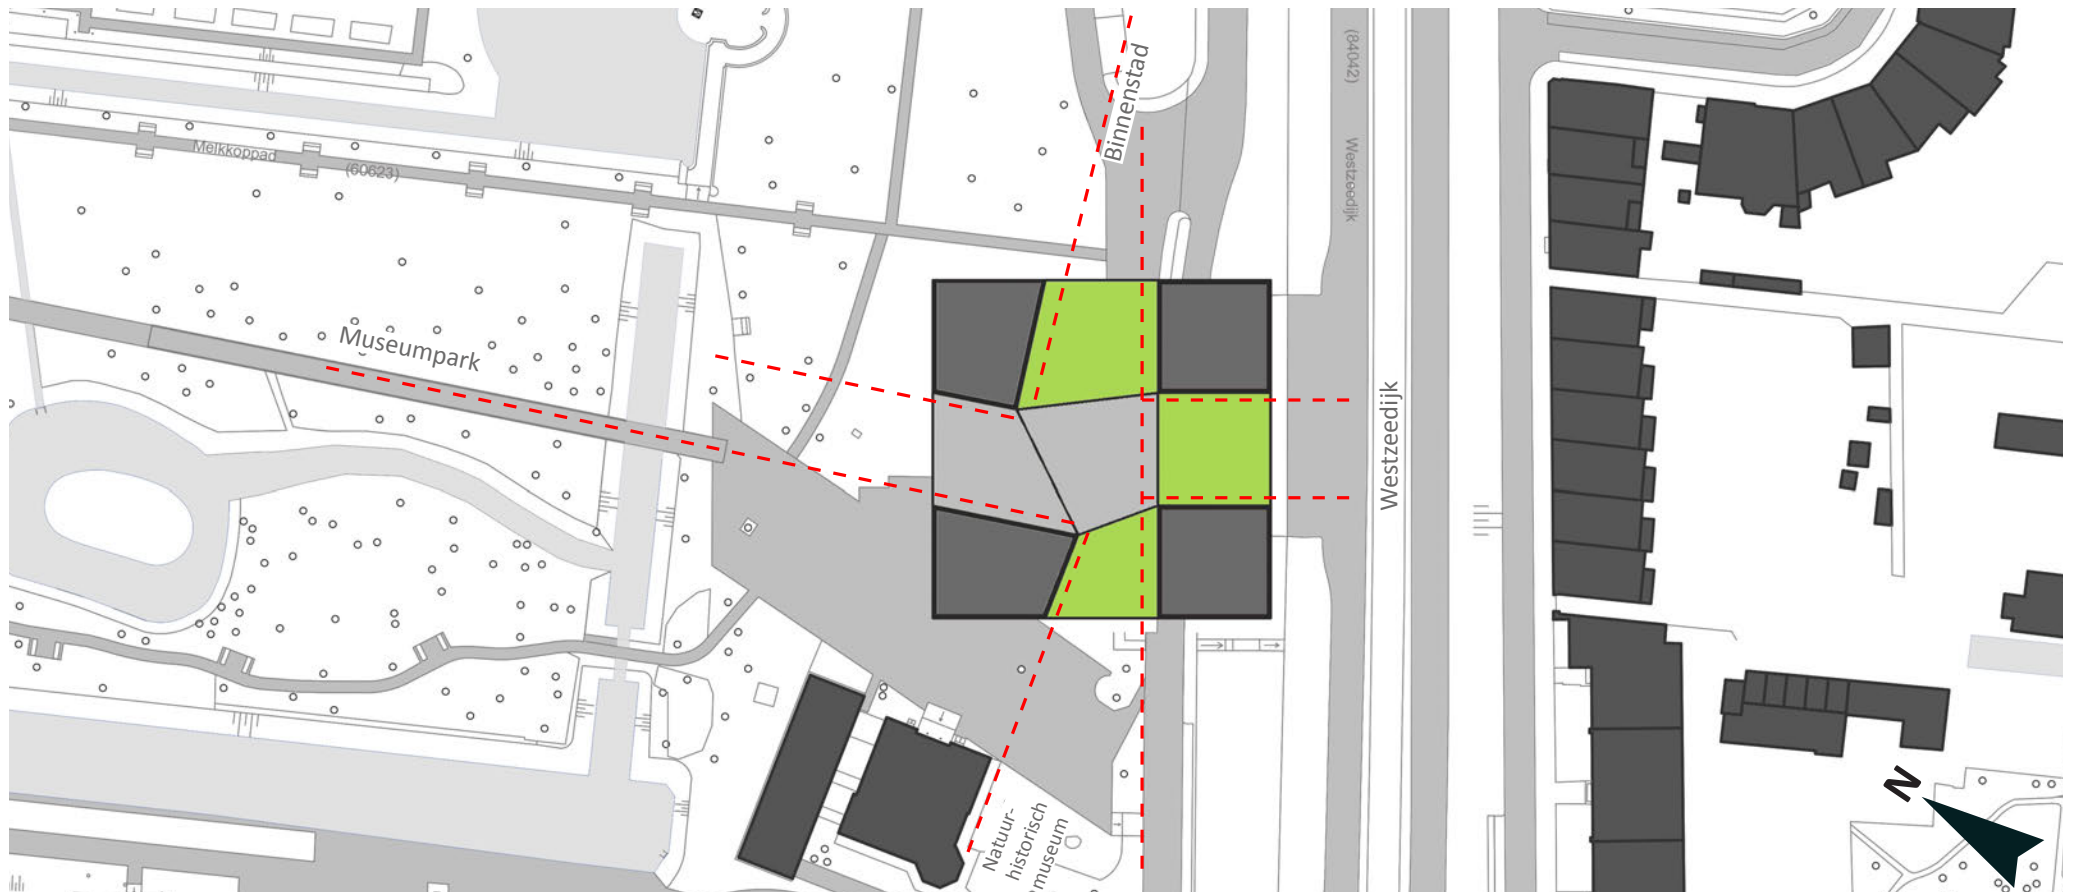 Binnenstad
(84042)
Westzeedijk
Melkkoppad
(60623)
Museumpark
Westzeedijk
Natuur-
historisch
museum
N